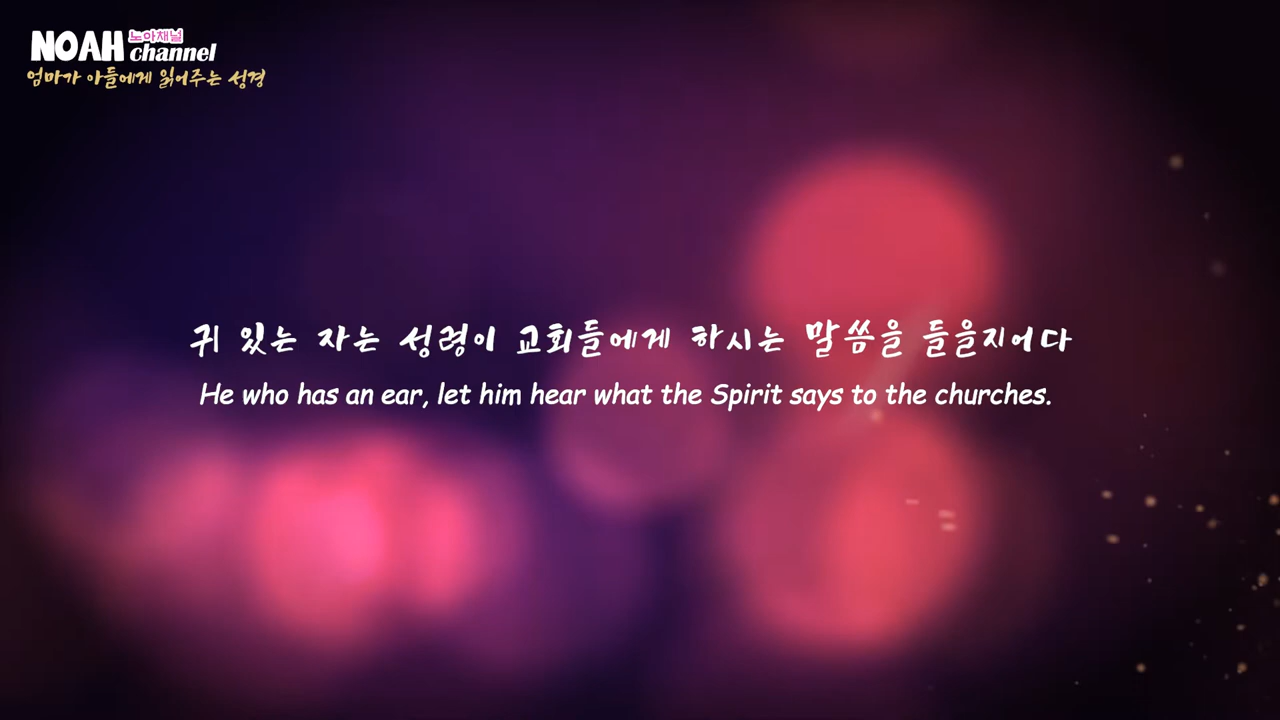 NOAH 노아채널
channel
엄마가 아들에게 읽어주는 성경
귀 있는 자는 성령이 교회들에게 하시는 말씀을 들을지어다
He who has an ear, let him hear what the Spirit says to the churches.